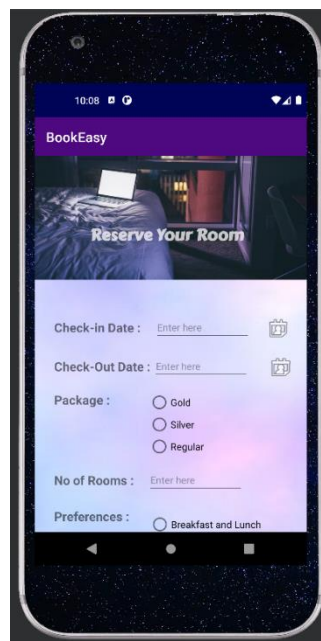 10:08
BookEasy
Reserve Your Room
Check-in Date : Enter here
Check-Out Date : Enter here
Package : Gold
Silver
Regular
No of Rooms : Enter here
Preferences : Breakfast and Lunch